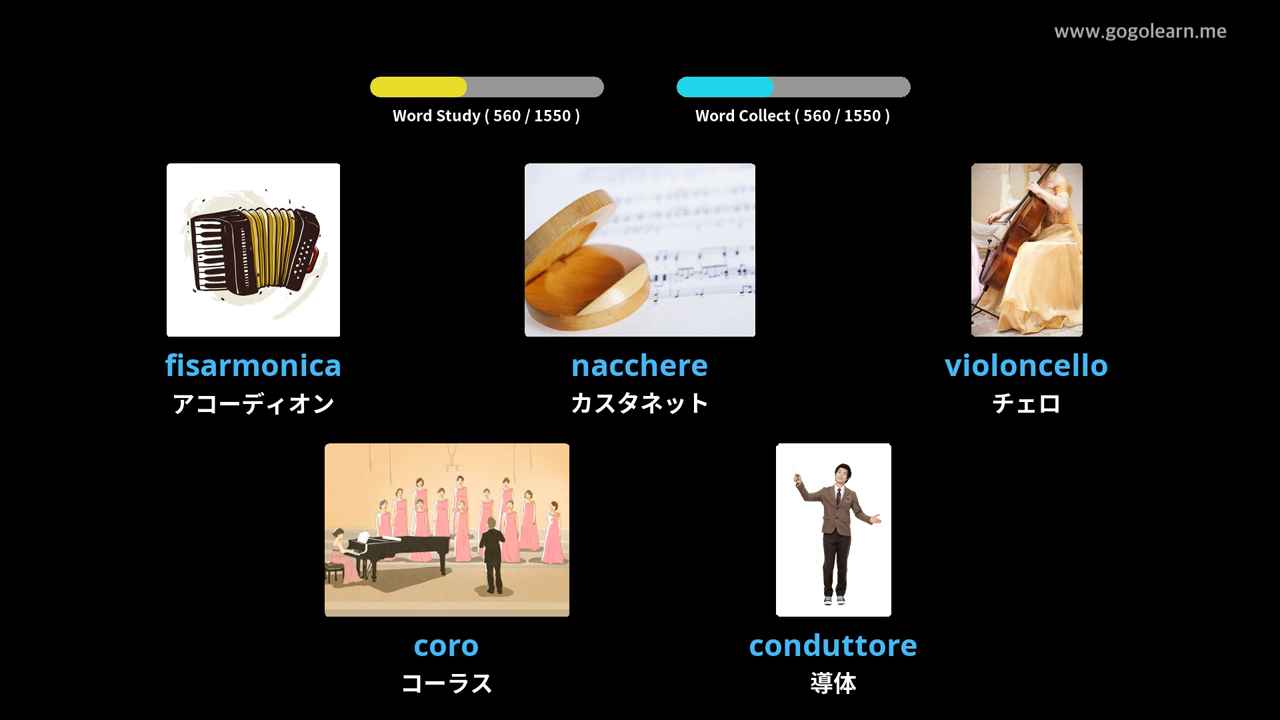 www.gogolearn.me
Word Study ( 560 / 1550 )
Word Collect ( 560 / 1550 )
fisarmonica
アコーディオン
nacchere
カスタネット
violoncello
チェロ
coro
コーラス
conduttore
導体